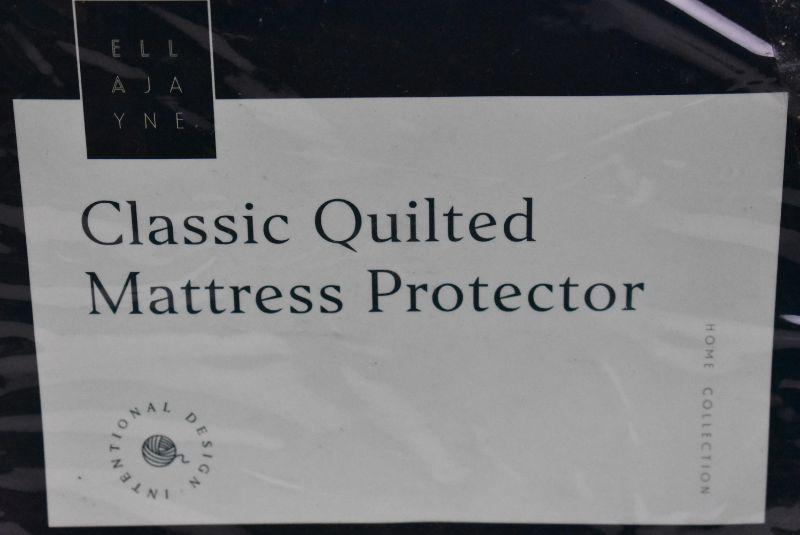 ELL
AJA
YNE
Classic Quilted
Mattress Protector
HOME COLLECTION
INTENTIONAL DESIGN.